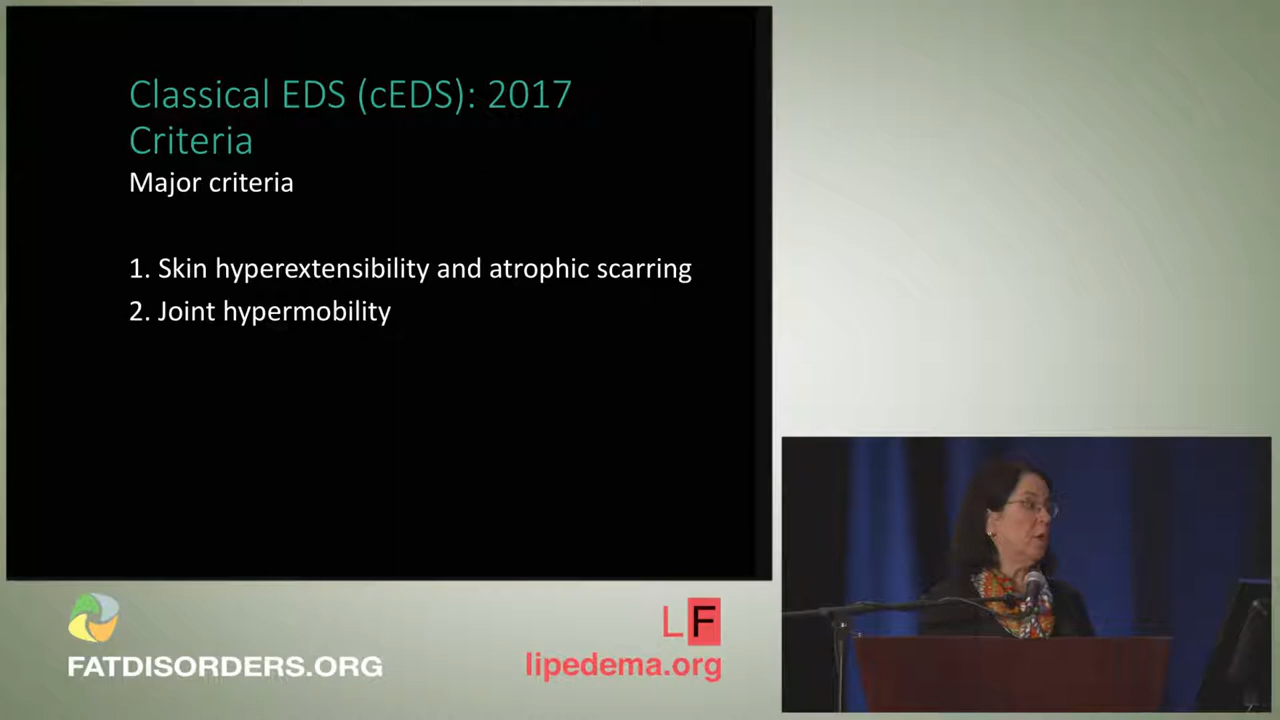 Classical EDS (cEDS): 2017
Criteria
Major criteria
1. Skin hyperextensibility and atrophic scarring
2. Joint hypermobility
FATDISORDERS.ORG
LF
lipedema.org